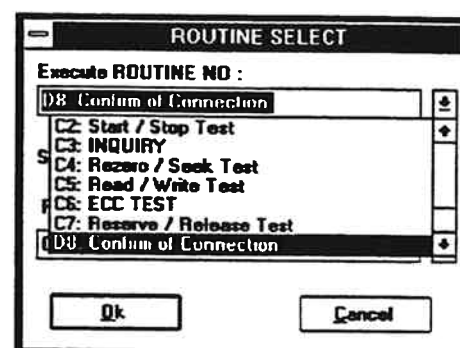 ROUTINE SELECT
Execute ROUTINE NO :
D8: Confirm of Connection
C2: Start / Stop Test
C3: INQUIRY
C4: Rezero / Seek Test
C5: Read / Write Test
C6: ECC TEST
C7: Reserve / Release Test
D8: Confirm of Connection
Ok Cancel